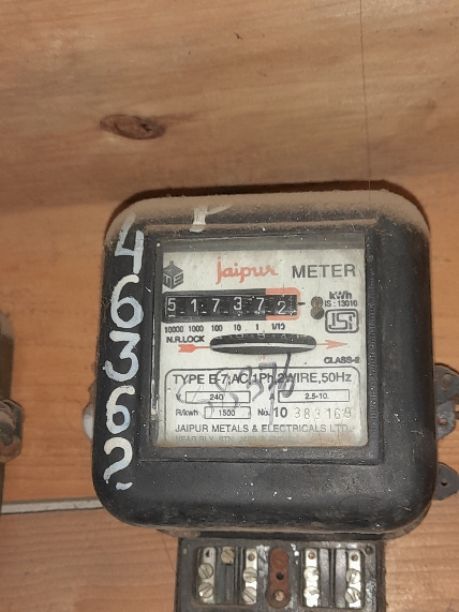 46362
Jaipur METER
5 1 7 3 7 2
kWh
IS : 13010
10000 1000 100 10 1 1/10
N.R.LOCK
CLASS-2
TYPE B-7, AC, 1PH, 2WIRE, 50Hz
V 240 A 2.5-10.
R/kwh 1500 No. 10 383169
JAIPUR METALS & ELECTRICALS LTD.